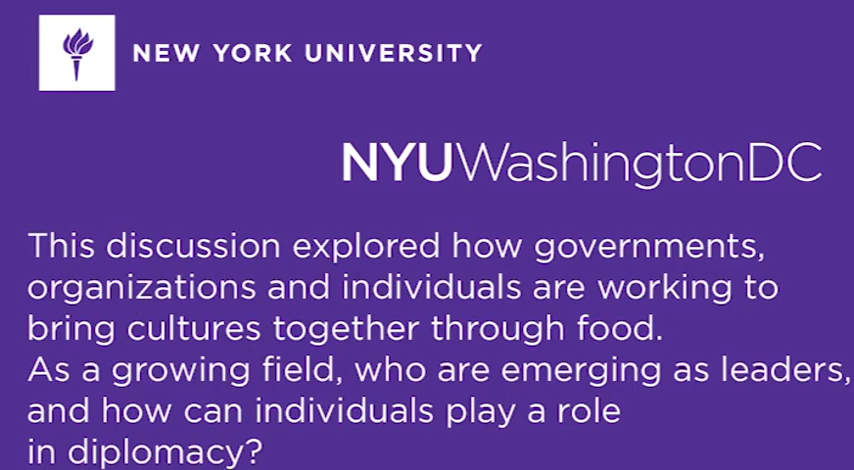 NEW YORK UNIVERSITY
NYUWashingtonDC
This discussion explored how governments,
organizations and individuals are working to
bring cultures together through food.
As a growing field, who are emerging as leaders,
and how can individuals play a role
in diplomacy?